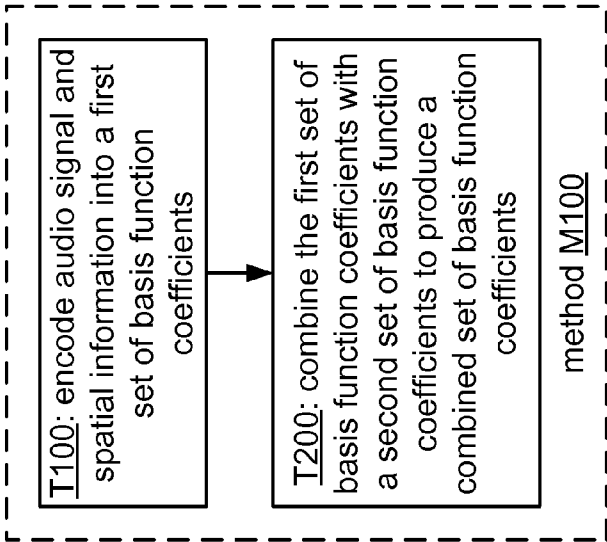 T100: encode audio signal and
spatial information into a first
set of basis function
coefficients
T200: combine the first set of
basis function coefficients with
a second set of basis function
coefficients to produce a
combined set of basis function
coefficients
method M100